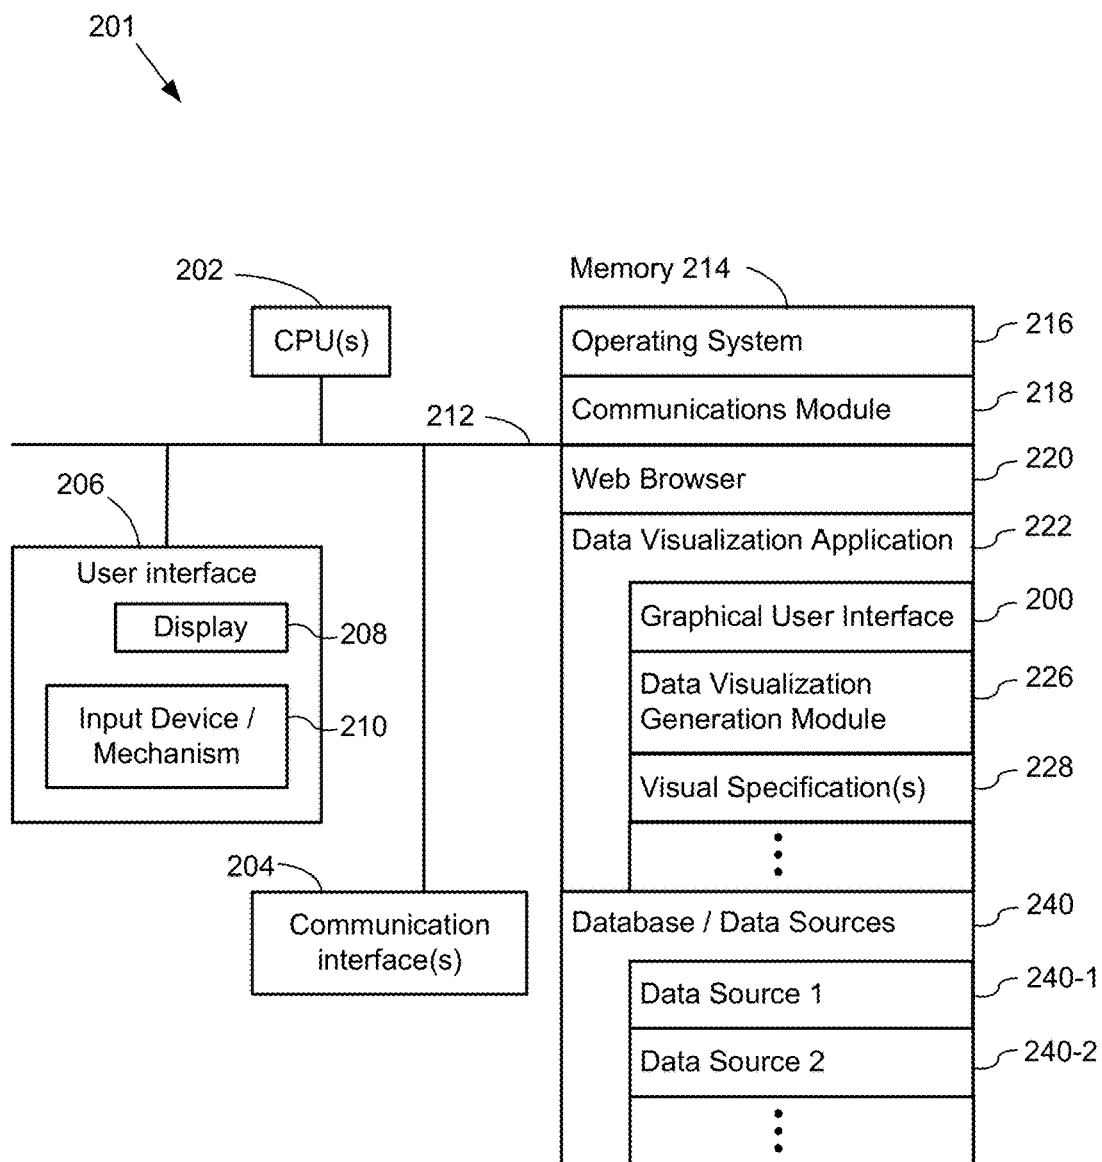 201
202
CPU(s)
212
206
User interface
Display
208
Input Device /
Mechanism
210
204
Communication
interface(s)
Memory 214
Operating System
216
Communications Module
218
Web Browser
220
Data Visualization Application
222
Graphical User Interface
200
Data Visualization
Generation Module
226
Visual Specification(s)
228
Database / Data Sources
240
Data Source 1
240-1
Data Source 2
240-2